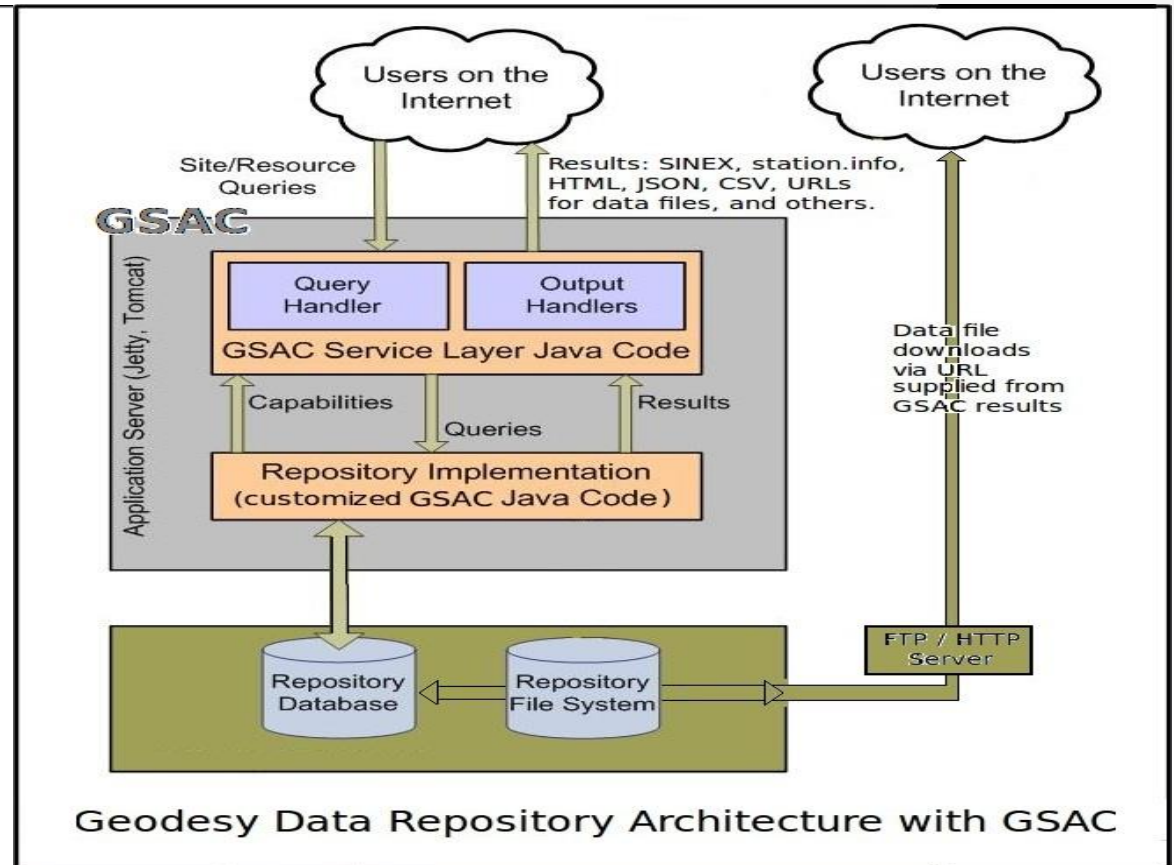 Users on the
Internet
Users on the
Internet
Site/Resource
Queries
Results: SINEX, station.info,
HTML, JSON, CSV, URLs
for data files, and others.
GSAC
Application Server (Jetty, Tomcat)
Query
Handler
Output
Handlers
GSAC Service Layer Java Code
Capabilities
Queries
Results
Repository Implementation
(customized GSAC Java Code)
Data file
downloads
via URL
supplied from
GSAC results
FTP / HTTP
Server
Repository
Database
Repository
File System
Geodesy Data Repository Architecture with GSAC